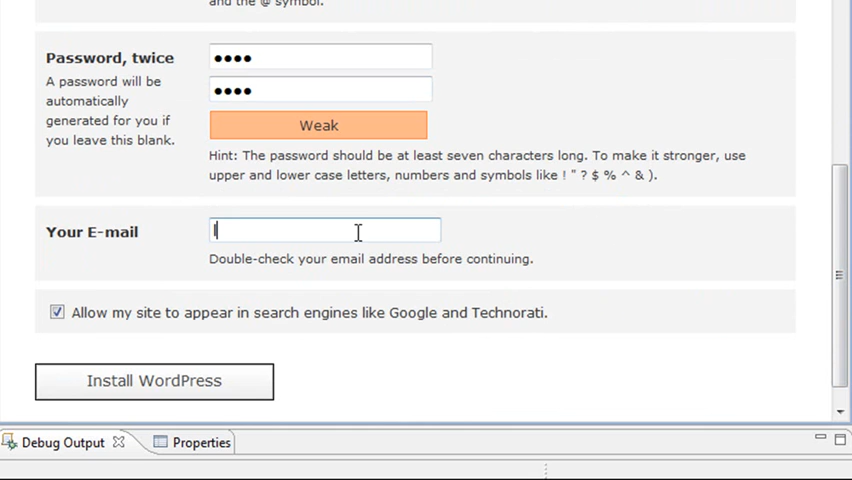 and the @ symbol.
Password, twice
A password will be
automatically
generated for you if
you leave this blank.
●●●●
●●●●
Weak
Hint: The password should be at least seven characters long. To make it stronger, use
upper and lower case letters, numbers and symbols like ! " ? $ % ^ & ).
Your E-mail
Double-check your email address before continuing.
Allow my site to appear in search engines like Google and Technorati.
Install WordPress
Debug Output
Properties